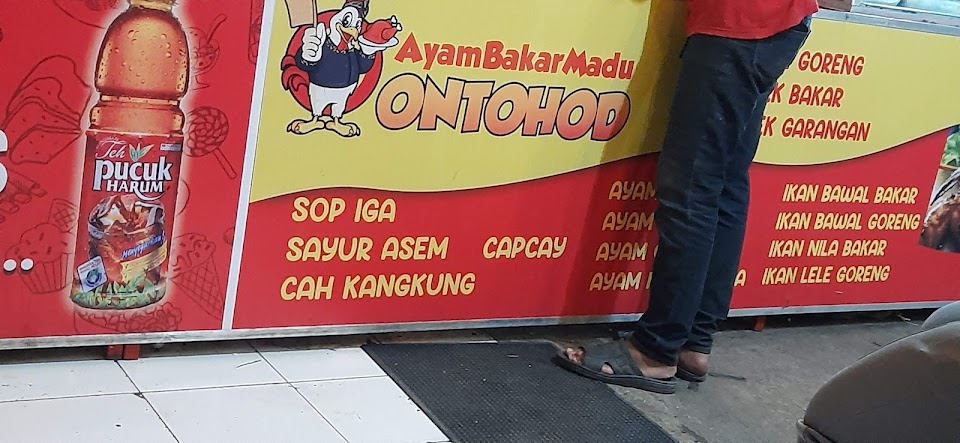 Teh
PUCUK
HARUM
AyamBakarMadu
ONTOHOD
SOP IGA
SAYUR ASEM
CAH KANGKUNG
CAPCAY
AYAM
AYAM
AYAM
AYAM
GORENG
BAKAR
GARANGAN
IKAN BAWAL BAKAR
IKAN BAWAL GORENG
IKAN NILA BAKAR
IKAN LELE GORENG